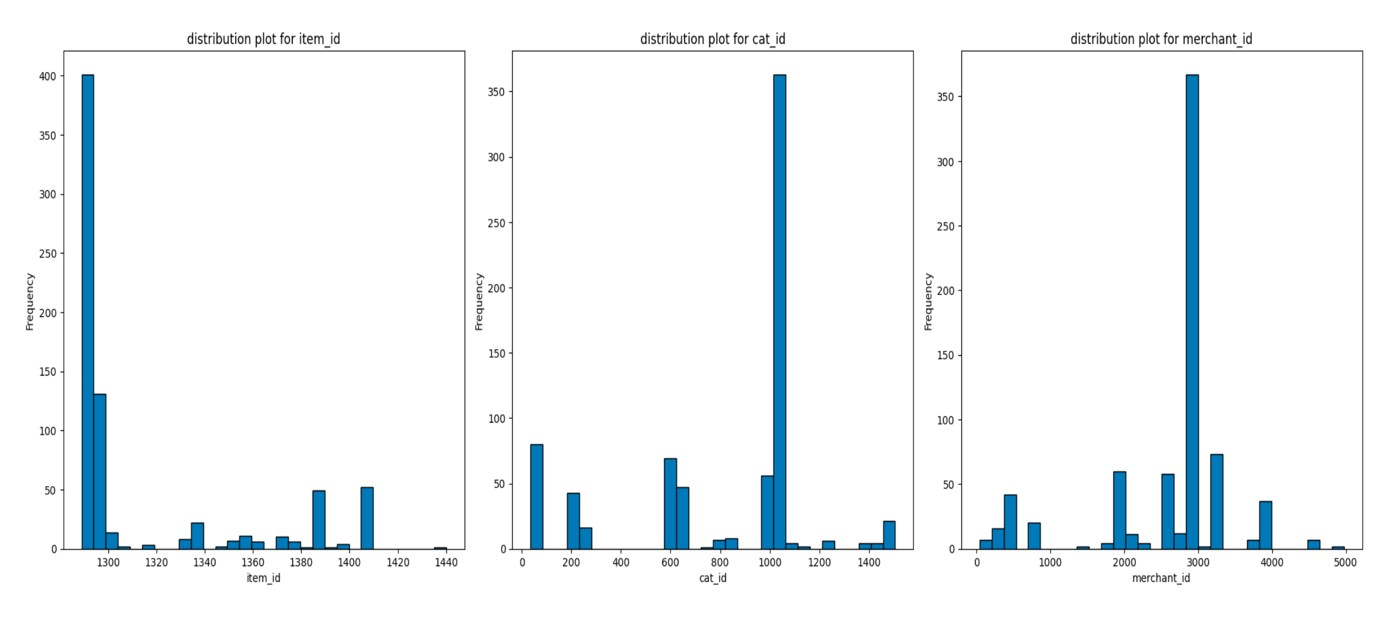 distribution plot for item_id
distribution plot for cat_id
distribution plot for merchant_id
Frequency
400
350
300
250
200
150
100
50
0
1300 1320 1340 1360 1380 1400 1420 1440
item_id
Frequency
350
300
250
200
150
100
50
0
0 200 400 600 800 1000 1200 1400
cat_id
Frequency
350
300
250
200
150
100
50
0
0 1000 2000 3000 4000 5000
merchant_id